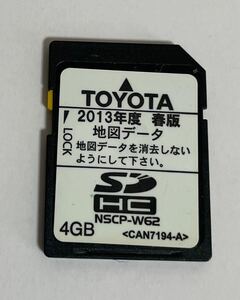 TOYOTA
2013年度 春版
地図データ
地図データを消去しない
ようにして下さい。
LOCK
SD
HC
NSCP-W62
4GB
<CAN7194-A>